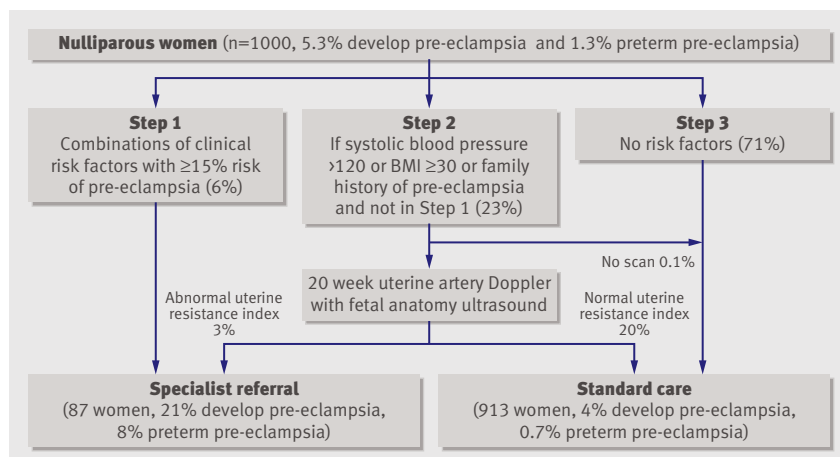 Nulliparous women (n=1000, 5.3% develop pre-eclampsia and 1.3% preterm pre-eclampsia)
Step 1
Combinations of clinical
risk factors with ≥15% risk
of pre-eclampsia (6%)
Step 2
If systolic blood pressure
>120 or BMI ≥30 or family
history of pre-eclampsia
and not in Step 1 (23%)
Step 3
No risk factors (71%)
No scan 0.1%
20 week uterine artery Doppler
with fetal anatomy ultrasound
Abnormal uterine
resistance index
3%
Normal uterine
resistance index
20%
Specialist referral
(87 women, 21% develop pre-eclampsia,
8% preterm pre-eclampsia)
Standard care
(913 women, 4% develop pre-eclampsia,
0.7% preterm pre-eclampsia)